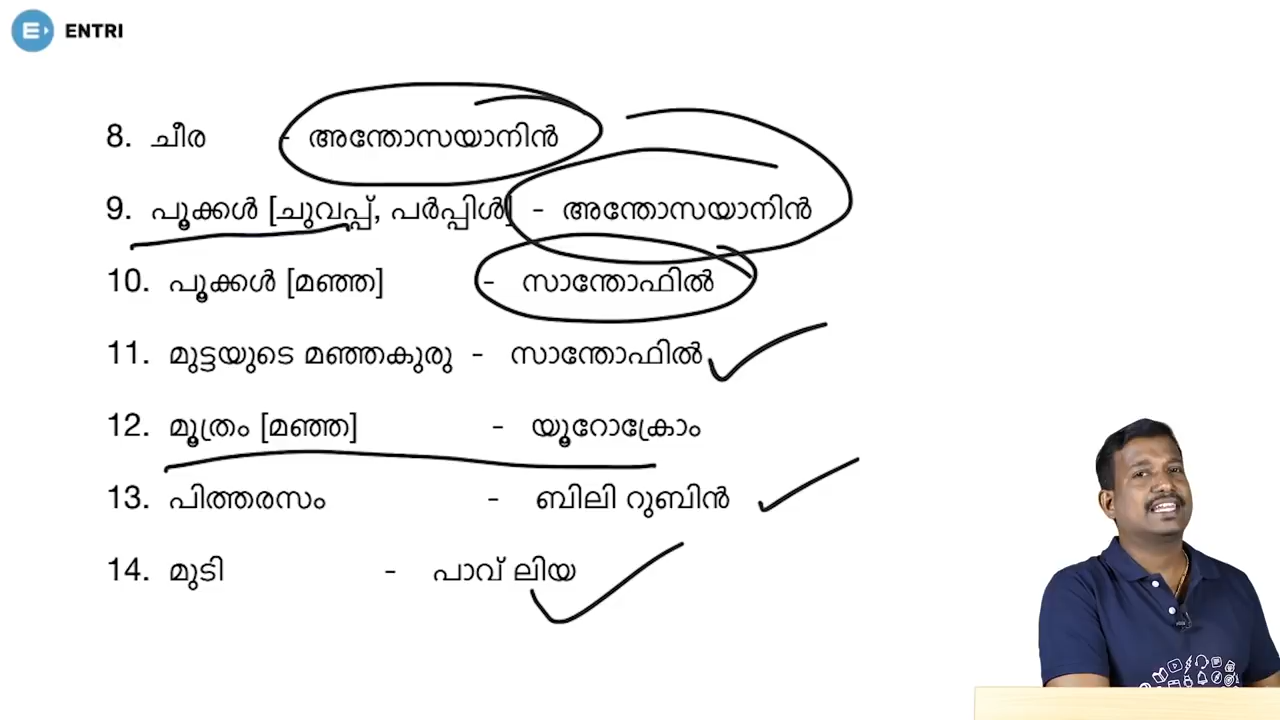 ENTRI
8. ചീര - അന്തോസയാനിൻ
9. പൂക്കൾ [ചുവപ്പ്, പർപ്പിൾ] - അന്തോസയാനിൻ
10. പൂക്കൾ [മഞ്ഞ] - സാന്തോഫിൽ
11. മുട്ടയുടെ മഞ്ഞകുരു - സാന്തോഫിൽ
12. മൂത്രം [മഞ്ഞ] - യൂറോക്രോം
13. പിത്തരസം - ബിലി റുബിൻ
14. മുടി - പാവ് ലിയ